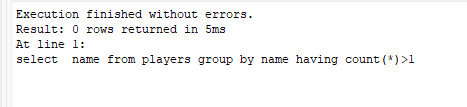 Execution finished without errors.
Result: 0 rows returned in 5ms
At line 1:
select  name from players group by name having count(*)>1